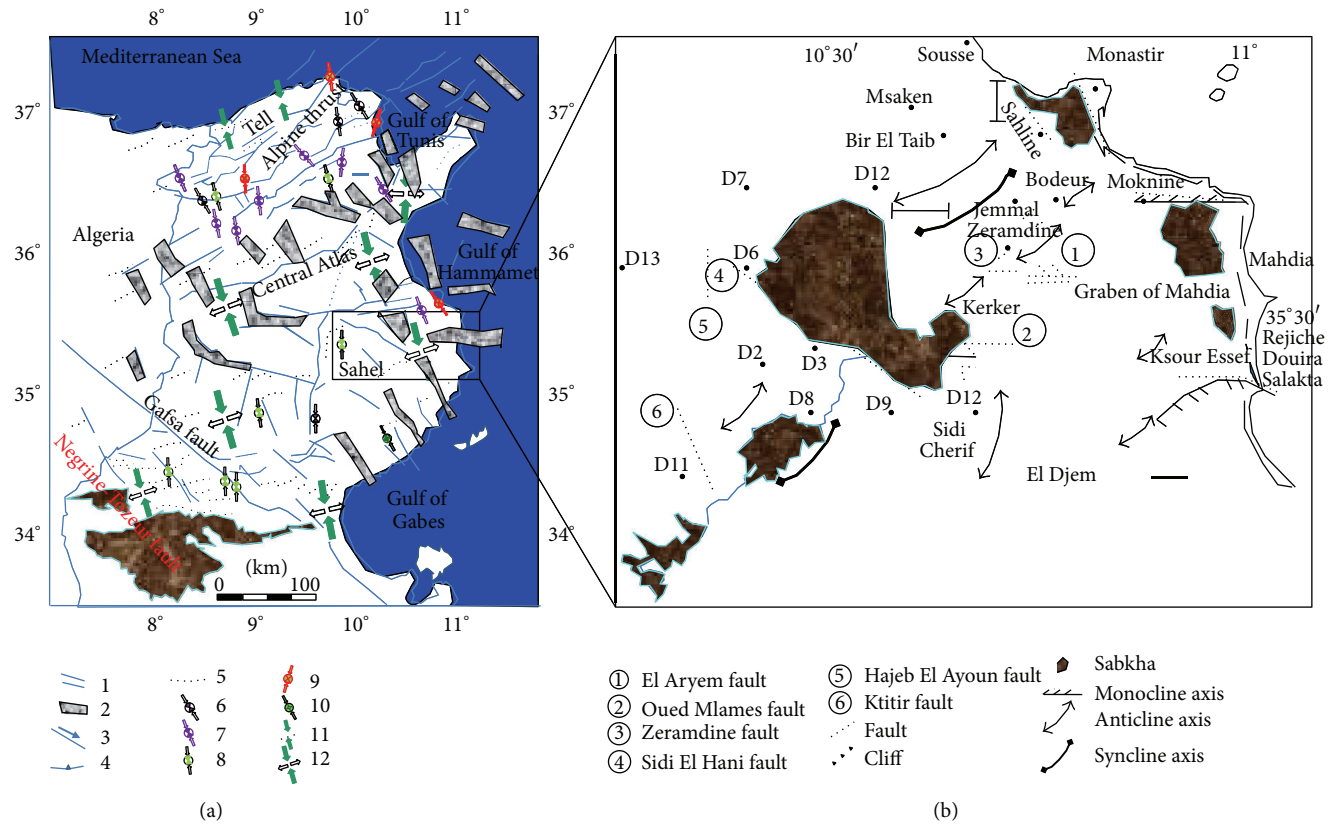 8°
9°
10°
11°
Mediterranean Sea
37°
37°
Tell
Alpine thrust
Gulf of
Tunis
Algeria
36°
36°
Central Atlas
Gulf of
Hammamet
Sahel
35°
35°
Gafsa fault
Negrine-Tozeur fault
Gulf of
Gabes
34°
34°
(km)
0
100
8°
9°
10°
11°
1
2
3
4
5
6
7
8
9
10
11
12
(a)
10°30′
Sousse
Monastir
11°
Msaken
Sahline
Bir El Taib
D7
D12
Bodeur
Moknine
Jemmal
Zeramdine
D13
D6
3
1
Mahdia
4
Graben of Mahdia
5
Kerker
2
35°30′
Rejiche
Ksour Essef
Douira
Salakta
D2
D3
6
D8
D9
D12
Sidi
Cherif
D11
El Djem
1 El Aryem fault
2 Oued Mlames fault
3 Zeramdine fault
4 Sidi El Hani fault
5 Hajeb El Ayoun fault
6 Ktitir fault
Fault
Cliff
Sabkha
Monocline axis
Anticline axis
Syncline axis
(b)